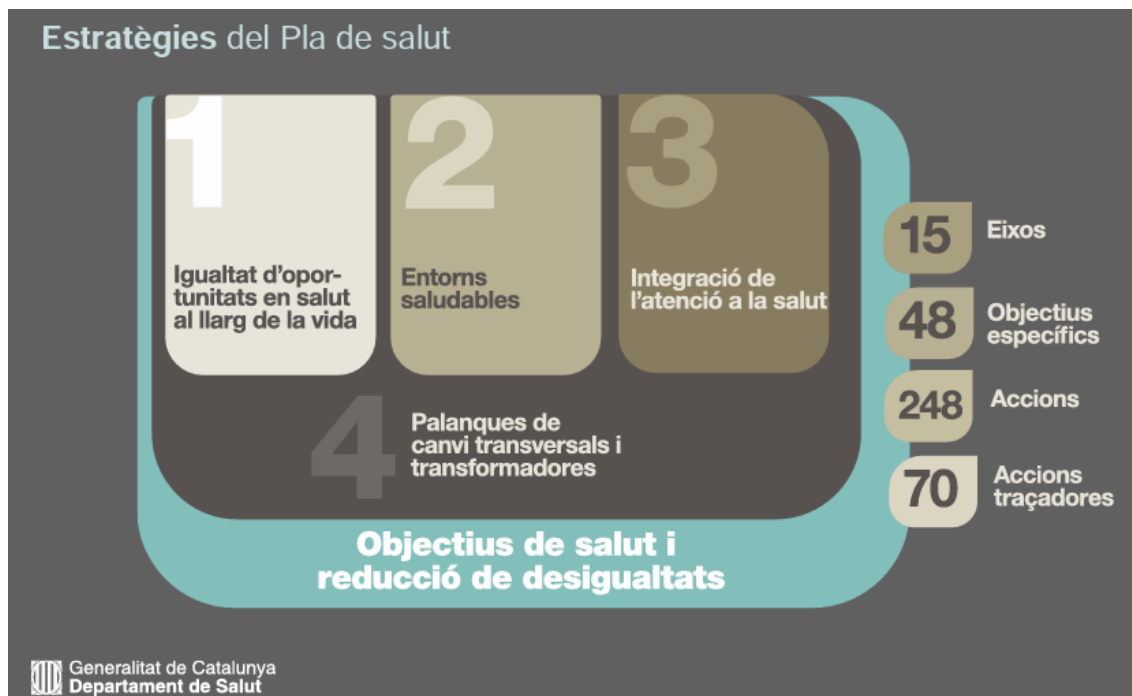 Estratègies del Pla de salut
1
Igualtat d’opor-
tunitats en salut
al llarg de la vida
2
Entorns
saludables
3
Integració de
l’atenció a la salut
4
Palanques de
canvi transversals i
transformadores
Objectius de salut i
reducció de desigualtats
15
Eixos
48
Objectius
específics
248
Accions
70
Accions
traçadores
Generalitat de Catalunya
Departament de Salut